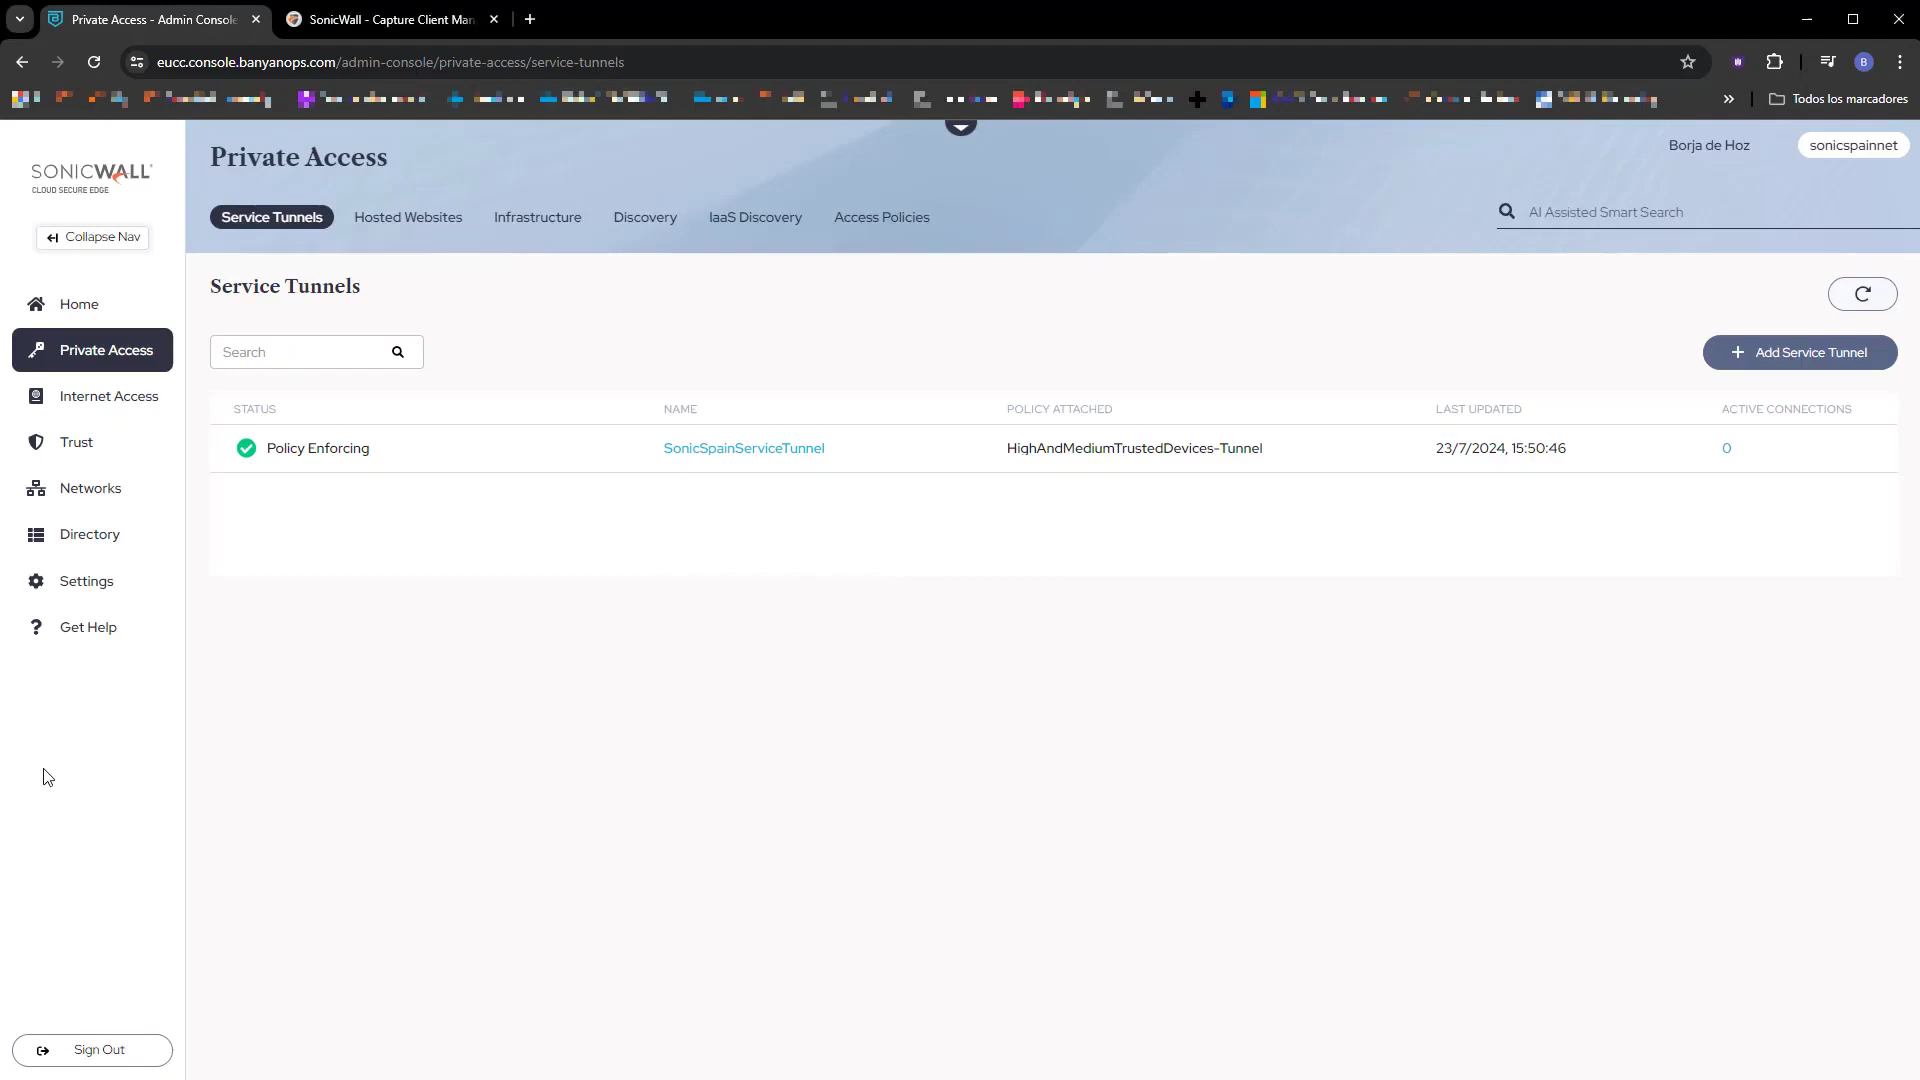 Private Access - Admin Console
SonicWall - Capture Client Man
eucc.console.banyanops.com/admin-console/private-access/service-tunnels
B
Todos los marcadores
SONICWALL
CLOUD SECURE EDGE
Collapse Nav
Home
Private Access
Internet Access
Trust
Networks
Directory
Settings
Get Help
Sign Out
Private Access
Borja de Hoz
sonicspainnet
Service Tunnels
Hosted Websites
Infrastructure
Discovery
IaaS Discovery
Access Policies
AI Assisted Smart Search
Service Tunnels
Search
Add Service Tunnel
STATUS NAME POLICY ATTACHED LAST UPDATED ACTIVE CONNECTIONS
Policy Enforcing SonicSpainServiceTunnel HighAndMediumTrustedDevices-Tunnel 23/7/2024, 15:50:46 0